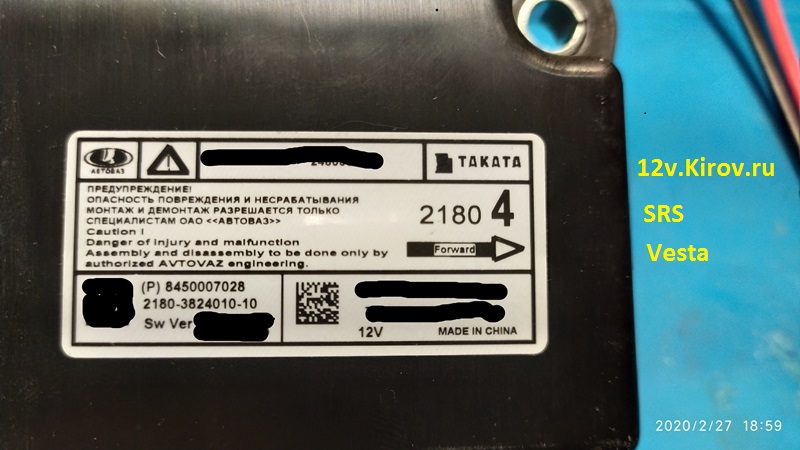 АВТОВАЗ
TAKATA
ПРЕДУПРЕЖДЕНИЕ!
ОПАСНОСТЬ ПОВРЕЖДЕНИЯ И НЕСРАБАТЫВАНИЯ
МОНТАЖ И ДЕМОНТАЖ РАЗРЕШАЕТСЯ ТОЛЬКО
СПЕЦИАЛИСТАМ ОАО <<АВТОВАЗ>>
Caution !
Danger of injury and malfunction
Assembly and disassembly to be done only by
authorized AVTOVAZ engineering.
2180 4
Forward
(P) 8450007028
2180-3824010-10
Sw Ver
12V
MADE IN CHINA
12v.Kirov.ru
SRS
Vesta
2020/2/27 18:59